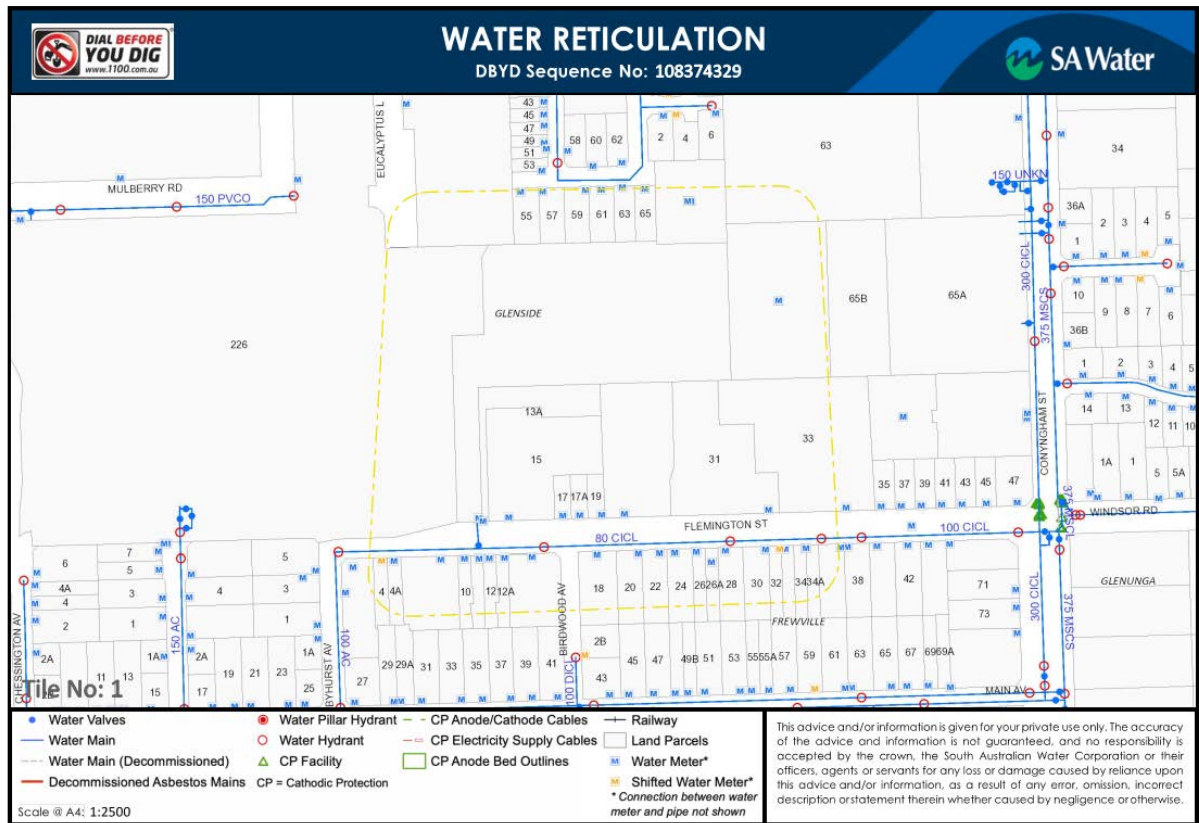 DIAL BEFORE
YOU DIG
www.1100.com.au
WATER RETICULATION
DBYD Sequence No: 108374329
SA Water
43
45
47
49
51
53
58 60 62
2 4 6
63
34
EUCALYPTUS L
MULBERRY RD
150 PVCO
150 UNKN
55 57 59 61 63 65
36A
1
2 3 4 5
300 CICL
375 MSCS
10
36B
9 8 7 6
65B
65A
GLENSIDE
226
1 2 3 4 5
14 13
12 11 10
CONYNGHAM ST
13A
15
31
33
1A 1
5 5A
17 17A 19
35 37 39 41 43 45 47
375 MSCL
WINDSOR RD
FLEMINGTON ST
80 CICL
100 CICL
6
4A
4
2
7
5
3
1
4
5
3
1
4 4A
10 12 12A
BIRDWOOD AV
18 20 22 24 26 26A 28 30 32 34 34A 38 42
71
73
GLENUNGA
300 CICL
375 MSCS
CHESSINGTON AV
150 AC
100 AC
BYHURST AV
FREWVILLE
2A
11 13
1A
15
2A
17
19 21 23
1A
25
27
29 29A 31 33 35 37 39 41
100 DICL
2B
43
45 47 49B 51 53 55 55A 57 59 61 63 65 67 69 69A
MAIN AV
Tile No: 1
Water Valves
Water Main
Water Main (Decommissioned)
Decommissioned Asbestos Mains
Water Pillar Hydrant
Water Hydrant
CP Facility
CP = Cathodic Protection
CP Anode/Cathode Cables
CP Electricity Supply Cables
CP Anode Bed Outlines
Railway
Land Parcels
M Water Meter*
M Shifted Water Meter*
* Connection between water
meter and pipe not shown
Scale @ A4: 1:2500
This advice and/or information is given for your private use only. The accuracy
of the advice and information is not guaranteed, and no responsibility is
accepted by the crown, the South Australian Water Corporation or their
officers, agents or servants for any loss or damage caused by reliance upon
this advice and/or information, as a result of any error, omission, incorrect
description orstatement therein whether caused by negligence or otherwise.